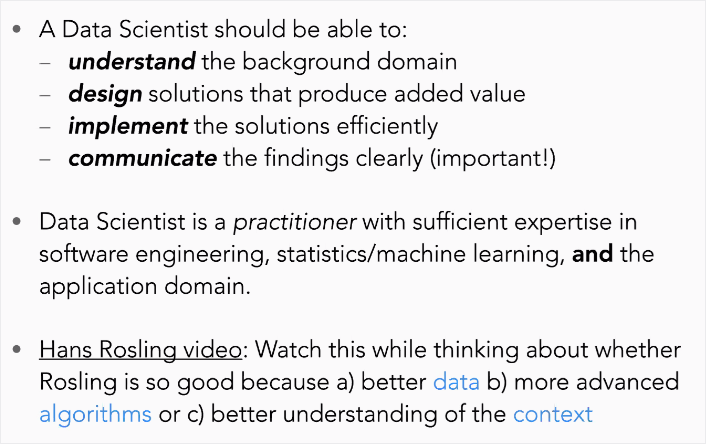 • A Data Scientist should be able to:
– understand the background domain
– design solutions that produce added value
– implement the solutions efficiently
– communicate the findings clearly (important!)
• Data Scientist is a practitioner with sufficient expertise in
software engineering, statistics/machine learning, and the
application domain.
• Hans Rosling video: Watch this while thinking about whether
Rosling is so good because a) better data b) more advanced
algorithms or c) better understanding of the context